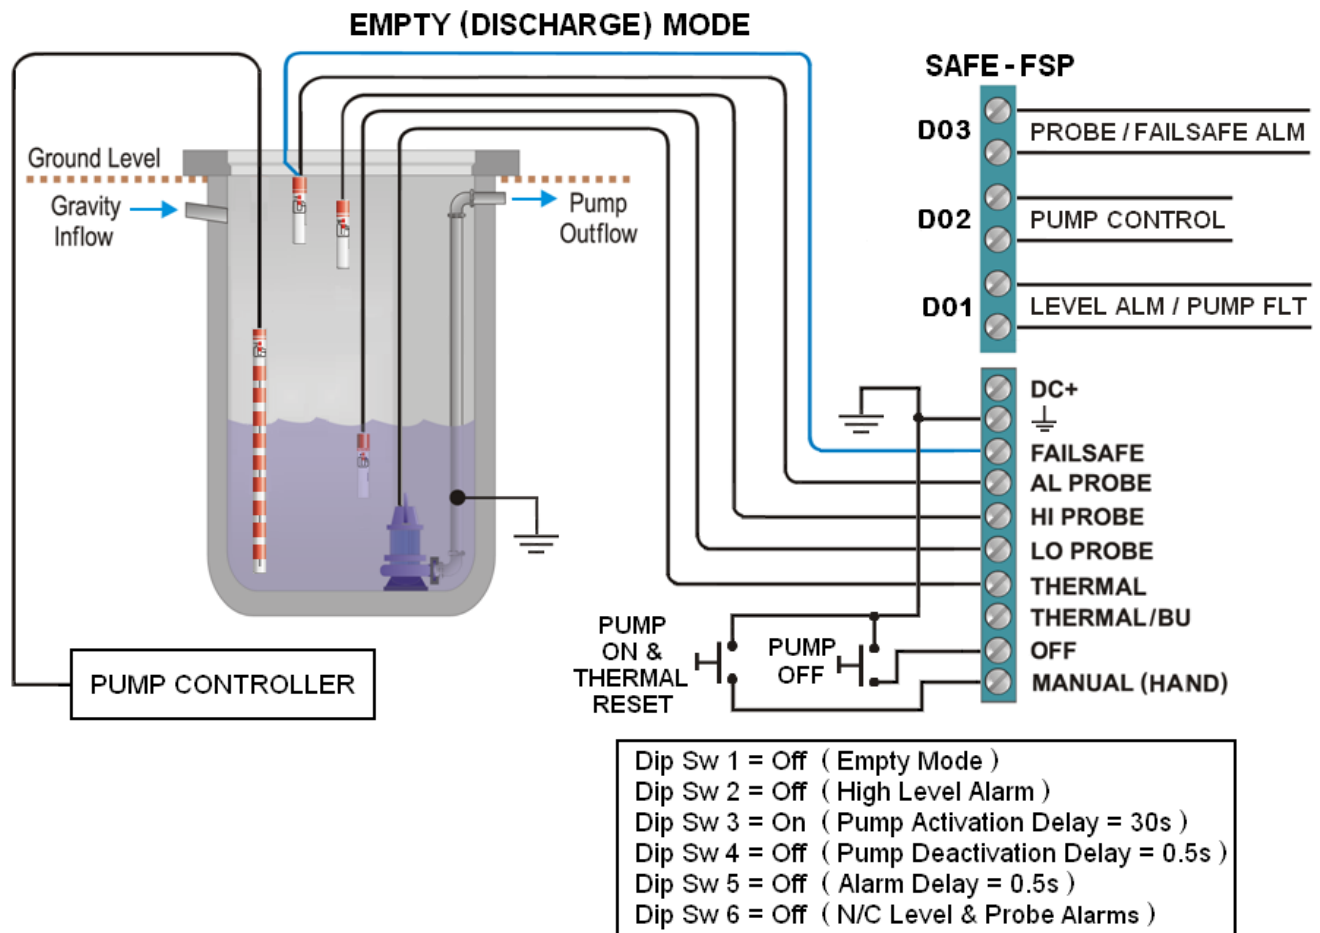 EMPTY (DISCHARGE) MODE
SAFE - FSP
D03
PROBE / FAILSAFE ALM
D02
PUMP CONTROL
D01
LEVEL ALM / PUMP FLT
Ground Level
Gravity
Inflow
Pump
Outflow
DC+
FAILSAFE
AL PROBE
HI PROBE
LO PROBE
THERMAL
THERMAL/BU
OFF
MANUAL (HAND)
PUMP
ON &
THERMAL
RESET
PUMP
OFF
PUMP CONTROLLER
Dip Sw 1 = Off ( Empty Mode )
Dip Sw 2 = Off ( High Level Alarm )
Dip Sw 3 = On ( Pump Activation Delay = 30s )
Dip Sw 4 = Off ( Pump Deactivation Delay = 0.5s )
Dip Sw 5 = Off ( Alarm Delay = 0.5s )
Dip Sw 6 = Off ( N/C Level & Probe Alarms )